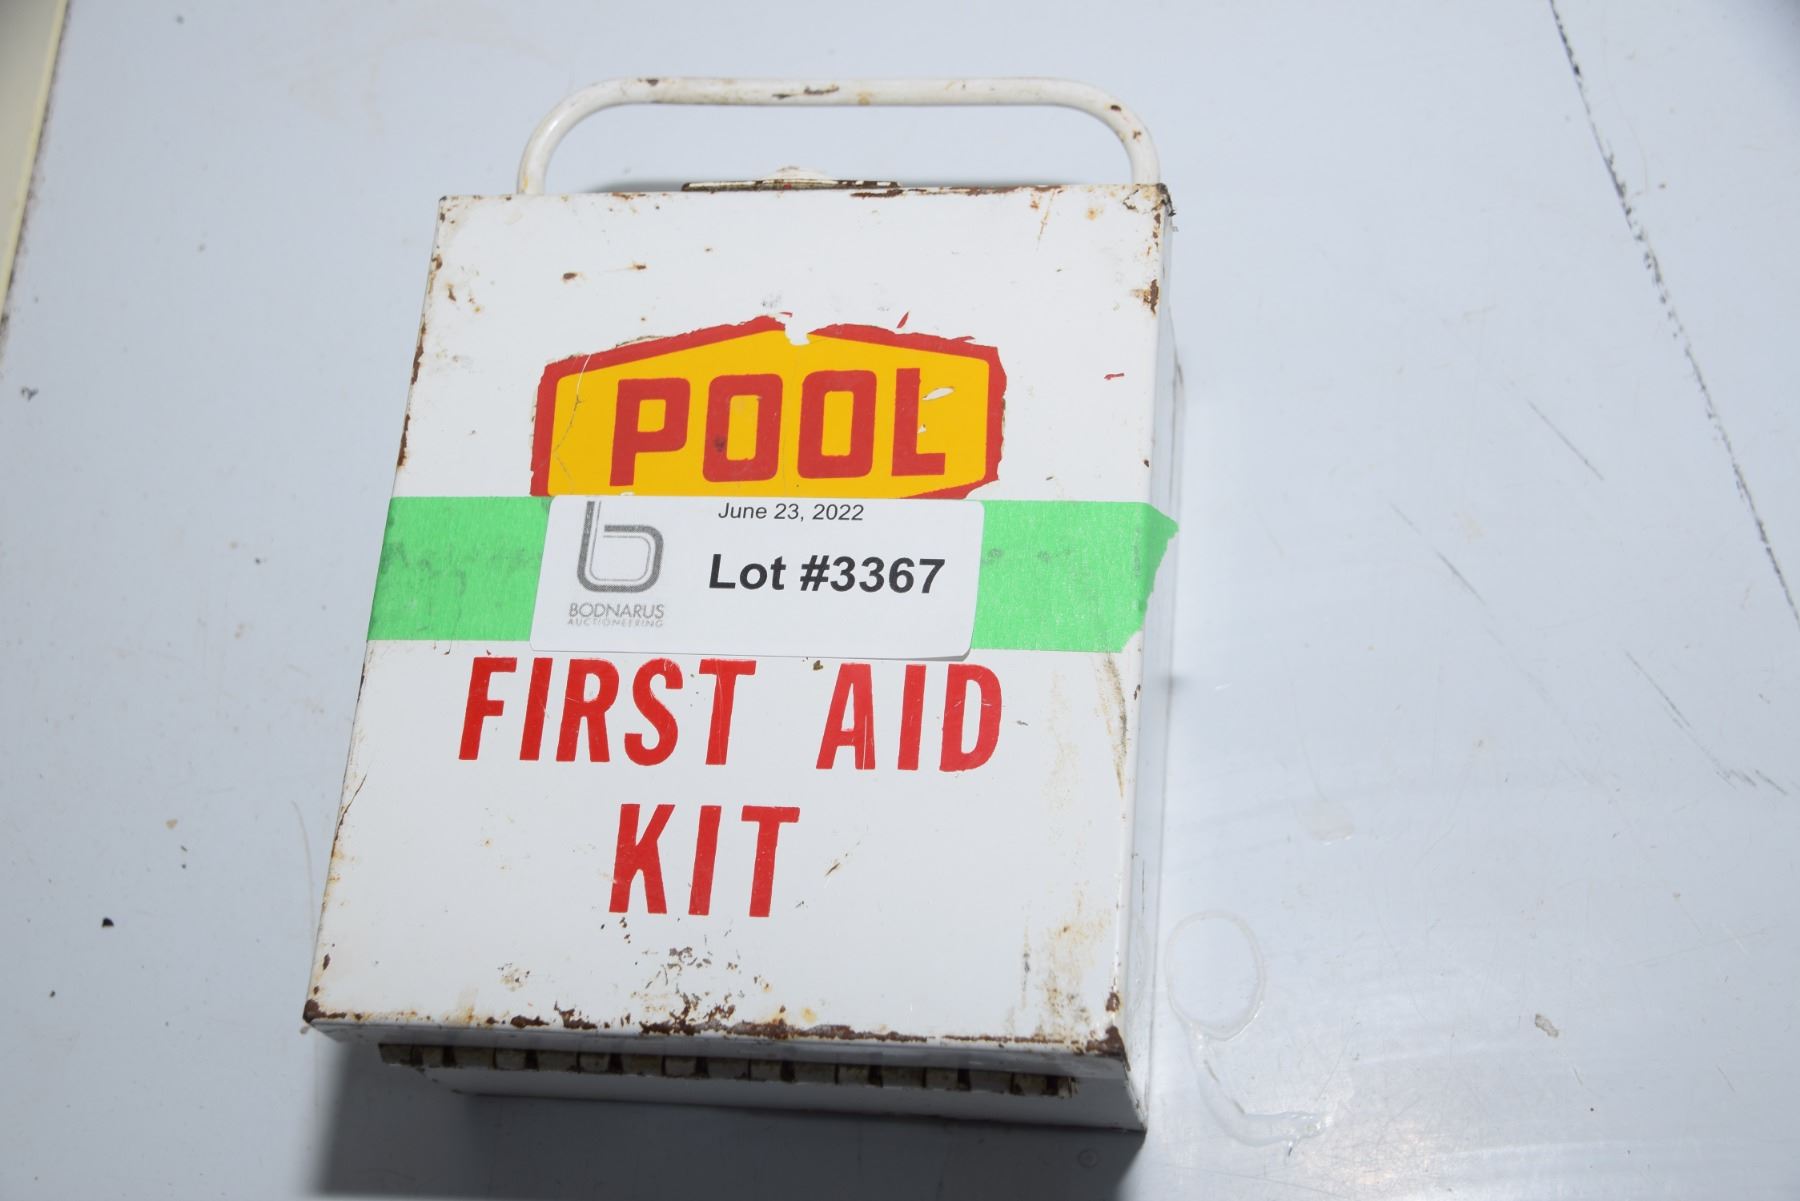 POOL
June 23, 2022
Lot #3367
BODNARUS
AUCTIONEERING
FIRST AID
KIT